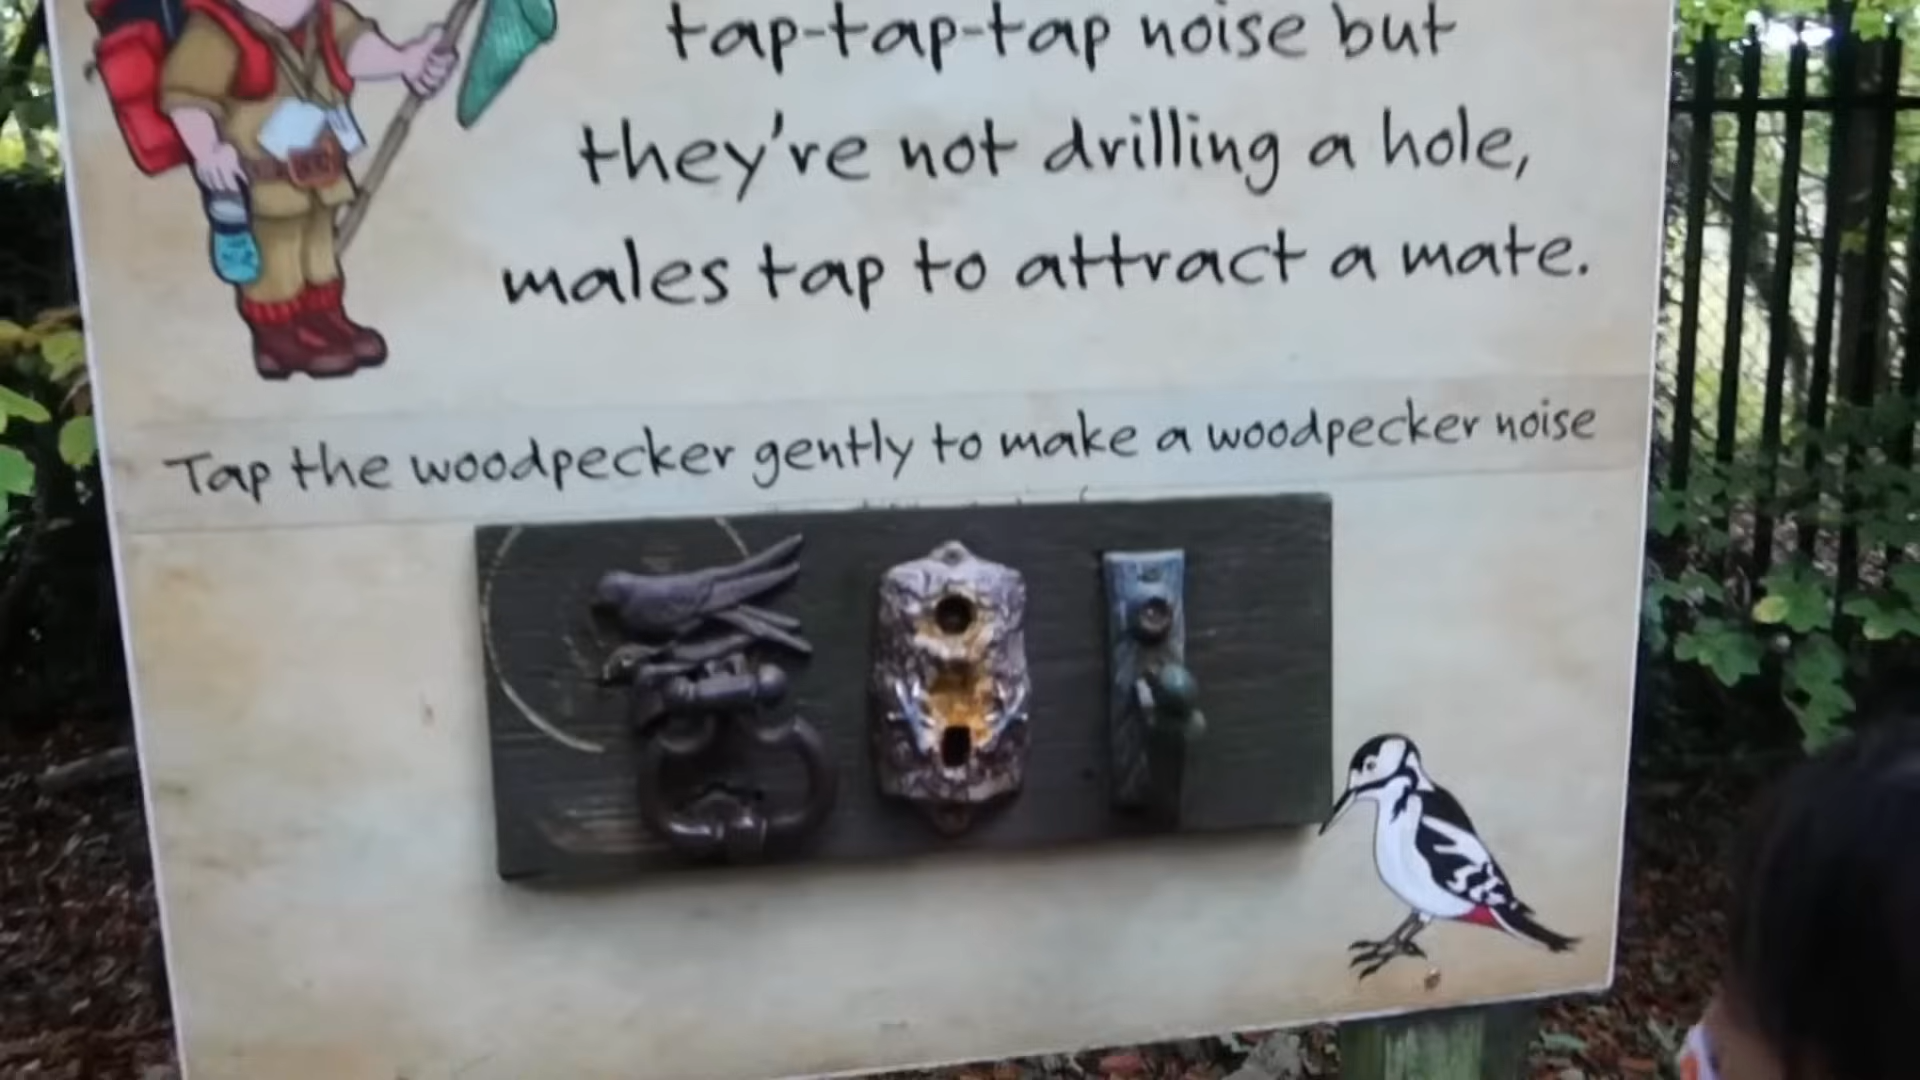 tap-tap-tap noise but
they're not drilling a hole,
males tap to attract a mate.
Tap the woodpecker gently to make a woodpecker noise